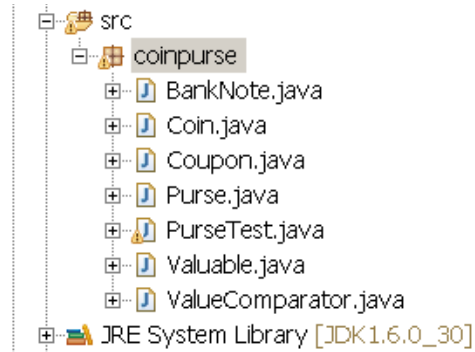 src
coinpurse
BankNote.java
Coin.java
Coupon.java
Purse.java
PurseTest.java
Valuable.java
ValueComparator.java
JRE System Library [JDK1.6.0_30]